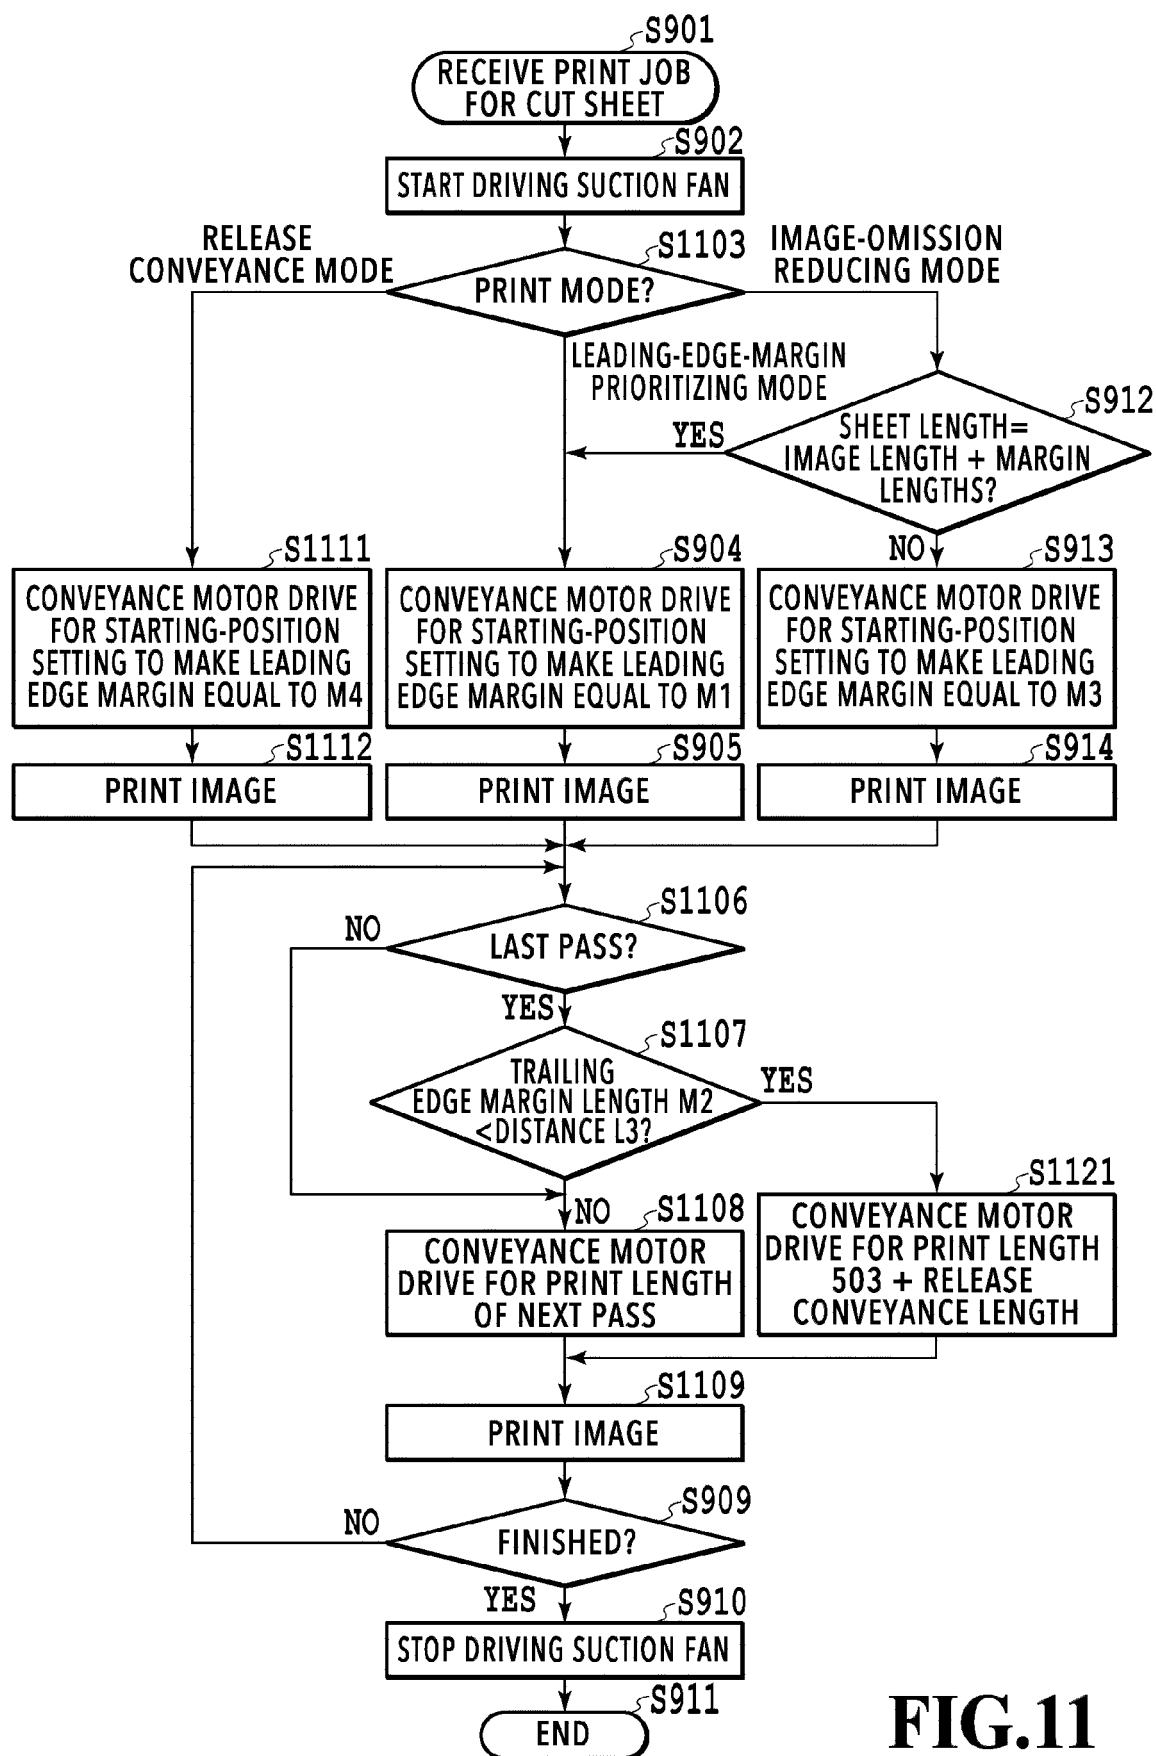 S901
RECEIVE PRINT JOB
FOR CUT SHEET
S902
START DRIVING SUCTION FAN
RELEASE
CONVEYANCE MODE
S1103
PRINT MODE?
IMAGE-OMISSION
REDUCING MODE
LEADING-EDGE-MARGIN
PRIORITIZING MODE
S912
SHEET LENGTH=
IMAGE LENGTH + MARGIN
LENGTHS?
YES
NO
S1111
CONVEYANCE MOTOR DRIVE
FOR STARTING-POSITION
SETTING TO MAKE LEADING
EDGE MARGIN EQUAL TO M4
S904
CONVEYANCE MOTOR DRIVE
FOR STARTING-POSITION
SETTING TO MAKE LEADING
EDGE MARGIN EQUAL TO M1
S913
CONVEYANCE MOTOR DRIVE
FOR STARTING-POSITION
SETTING TO MAKE LEADING
EDGE MARGIN EQUAL TO M3
S1112
PRINT IMAGE
S905
PRINT IMAGE
S914
PRINT IMAGE
S1106
LAST PASS?
NO
YES
S1107
TRAILING
EDGE MARGIN LENGTH M2
<DISTANCE L3?
YES
NO
S1108
CONVEYANCE MOTOR
DRIVE FOR PRINT LENGTH
OF NEXT PASS
S1121
CONVEYANCE MOTOR
DRIVE FOR PRINT LENGTH
503 + RELEASE
CONVEYANCE LENGTH
S1109
PRINT IMAGE
S909
FINISHED?
NO
YES
S910
STOP DRIVING SUCTION FAN
S911
END
FIG.11